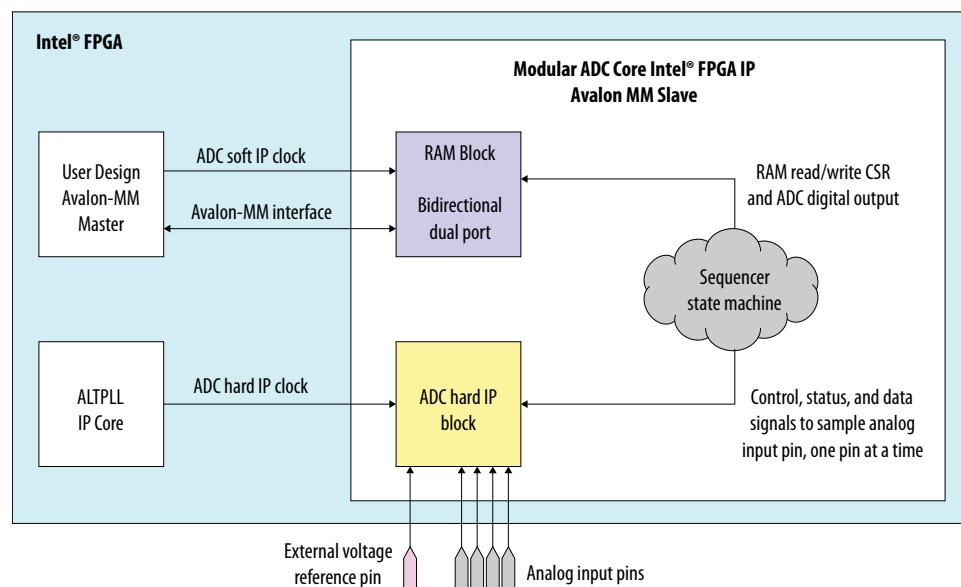 Intel® FPGA
Modular ADC Core Intel® FPGA IP
Avalon MM Slave
User Design
Avalon-MM
Master
ADC soft IP clock
Avalon-MM interface
RAM Block
Bidirectional
dual port
RAM read/write CSR
and ADC digital output
Sequencer
state machine
ALTPLL
IP Core
ADC hard IP clock
ADC hard IP
block
Control, status, and data
signals to sample analog
input pin, one pin at a time
External voltage
reference pin
Analog input pins